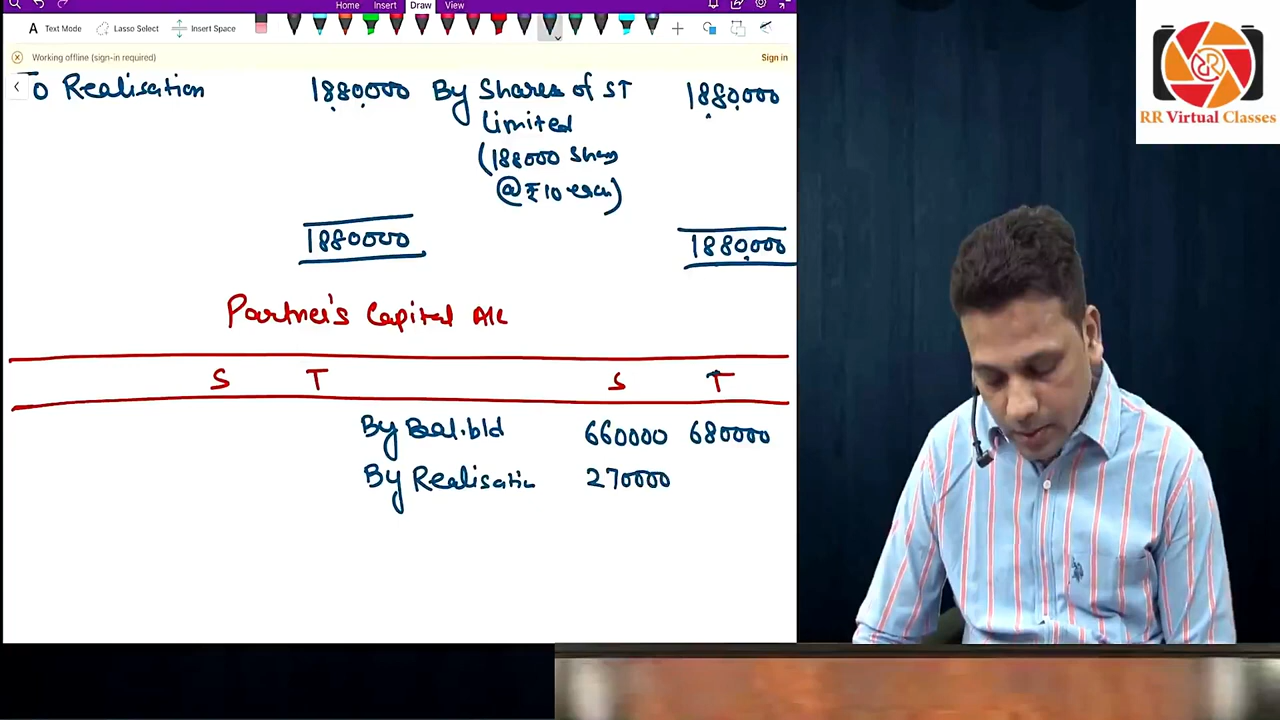 Home Insert Draw View
A Text Mode Lasso Select Insert Space
Working offline (sign-in required) Sign in
To Realisation 1880000 By Shares of ST 1880000
Limited
(188000 Shares
@ ₹10 each)
1880000 1880000
Partner's Capital A/c
S T S T
By Bal. b/d 660000 680000
By Realisatin 270000
RR Virtual Classes